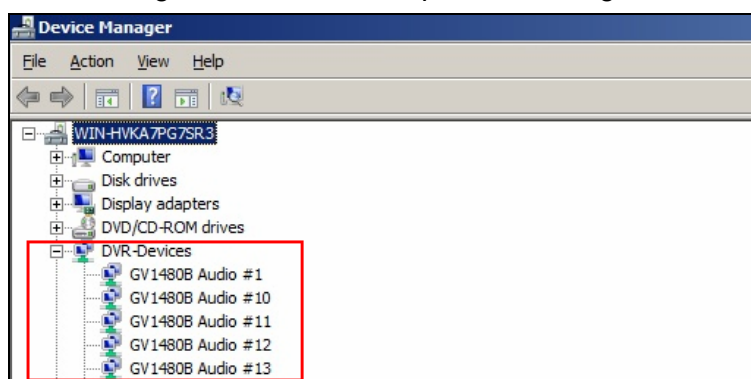 Device Manager
File Action View Help
WIN-HVKA7PG7SR3
Computer
Disk drives
Display adapters
DVD/CD-ROM drives
DVR-Devices
GV1480B Audio #1
GV1480B Audio #10
GV1480B Audio #11
GV1480B Audio #12
GV1480B Audio #13